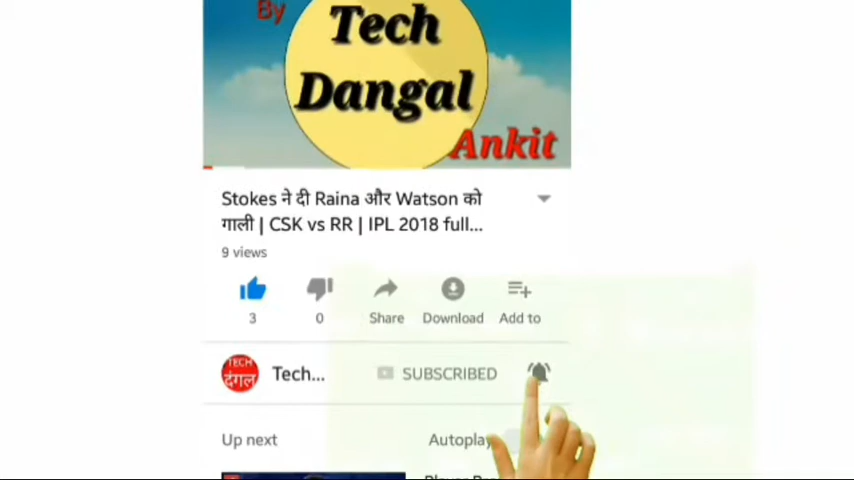 By
Tech
Dangal
Ankit
Stokes ने दी Raina और Watson को
गाली | CSK vs RR | IPL 2018 full...
9 views
3
0
Share
Download
Add to
TECH
दंगल
Tech...
SUBSCRIBED
Up next
Autoplay